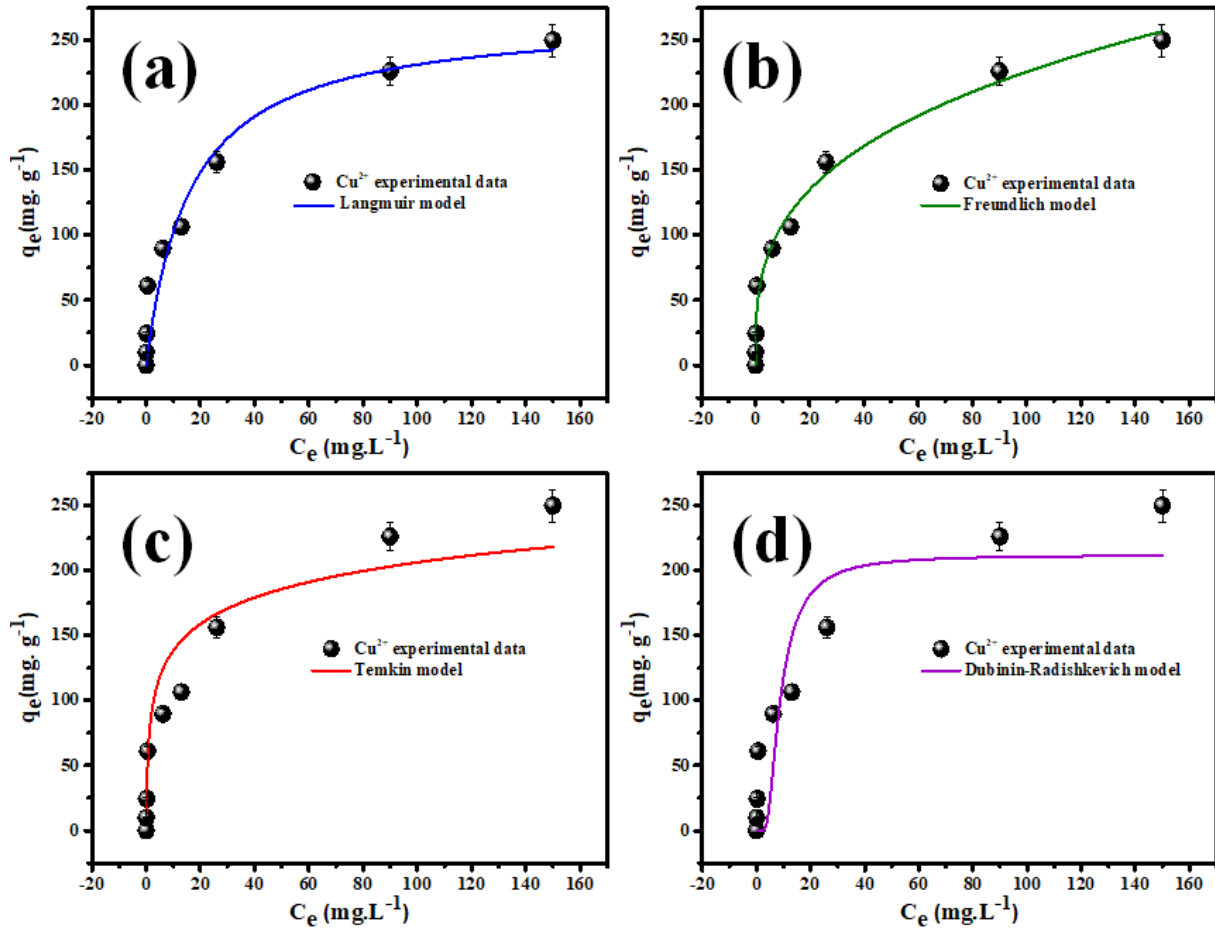 (a)
250
200
150
100
50
0
qe(mg. g-1)
Cu2+ experimental data
Langmuir model
-20 0 20 40 60 80 100 120 140 160
Ce (mg.L-1)
(b)
250
200
150
100
50
0
qe(mg. g-1)
Cu2+ experimental data
Freundlich model
-20 0 20 40 60 80 100 120 140 160
Ce (mg.L-1)
(c)
250
200
150
100
50
0
qe(mg. g-1)
Cu2+ experimental data
Temkin model
-20 0 20 40 60 80 100 120 140 160
Ce (mg.L-1)
(d)
250
200
150
100
50
0
qe(mg. g-1)
Cu2+ experimental data
Dubinin-Radishkevich model
-20 0 20 40 60 80 100 120 140 160
Ce (mg.L-1)